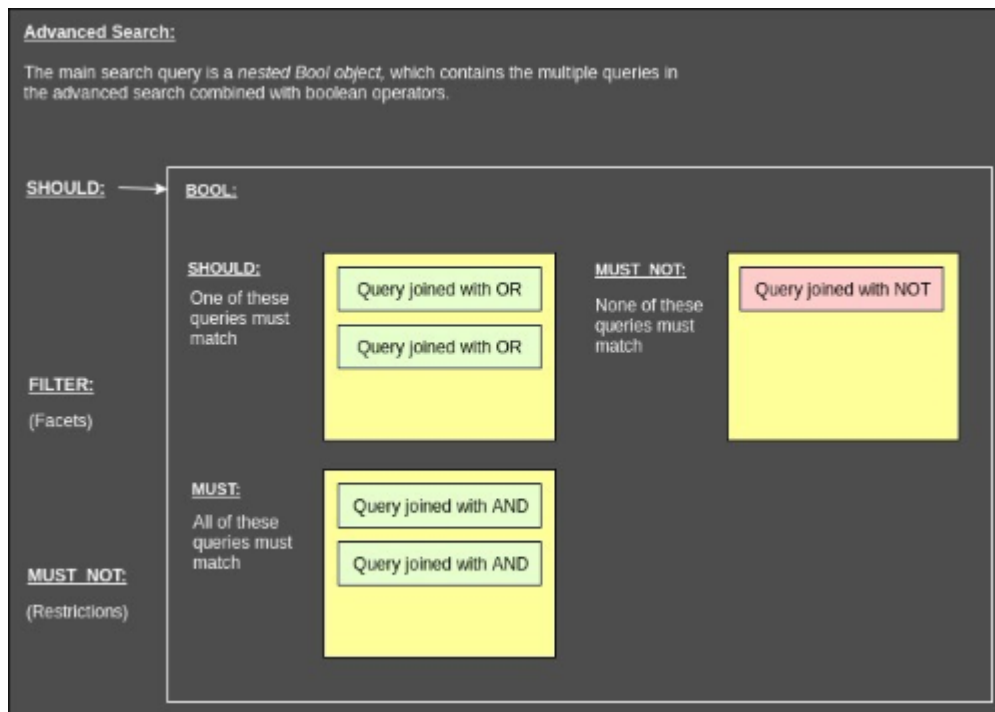 Advanced Search:
The main search query is a nested Bool object, which contains the multiple queries in
the advanced search combined with boolean operators.
SHOULD:
BOOL:
SHOULD:
One of these
queries must
match
Query joined with OR
Query joined with OR
MUST_NOT:
None of these
queries must
match
Query joined with NOT
FILTER:
(Facets)
MUST:
All of these
queries must
match
Query joined with AND
Query joined with AND
MUST_NOT:
(Restrictions)